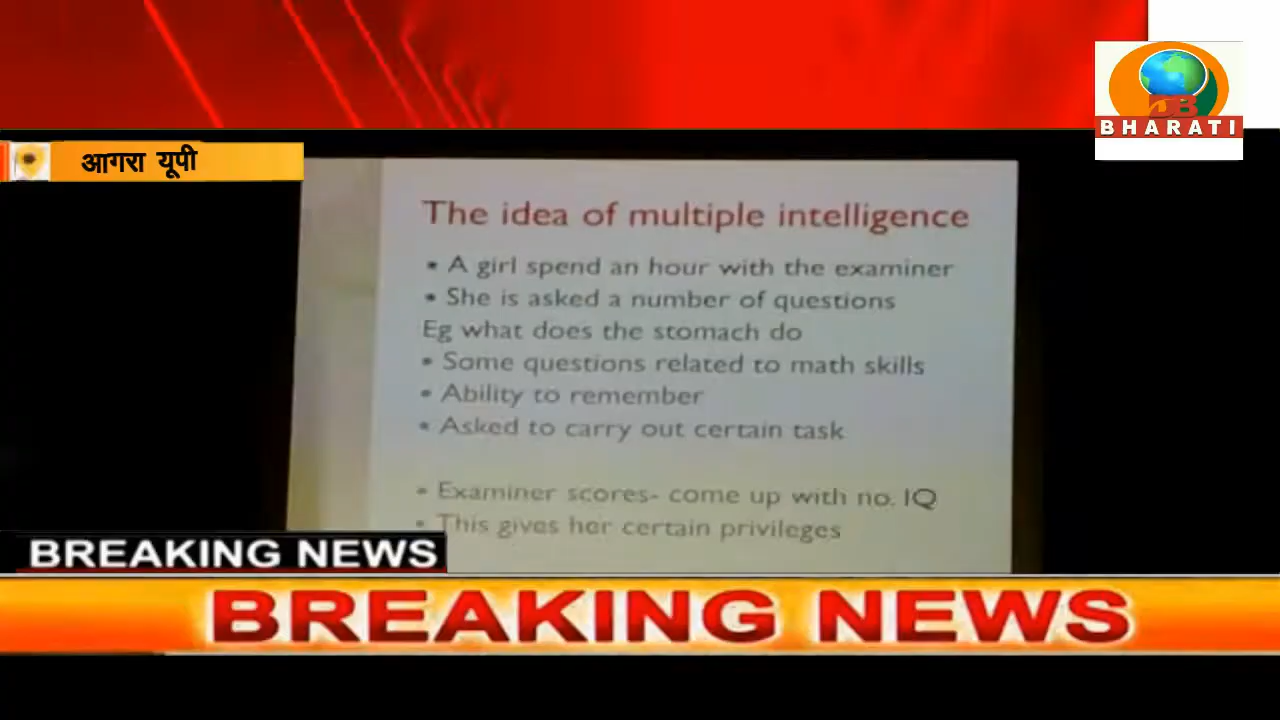 BHARATI
आगरा यूपी
The idea of multiple intelligence
• A girl spend an hour with the examiner
• She is asked a number of questions
Eg what does the stomach do
• Some questions related to math skills
• Ability to remember
• Asked to carry out certain task
• Examiner scores- come up with no. IQ
• This gives her certain privileges
BREAKING NEWS
BREAKING NEWS